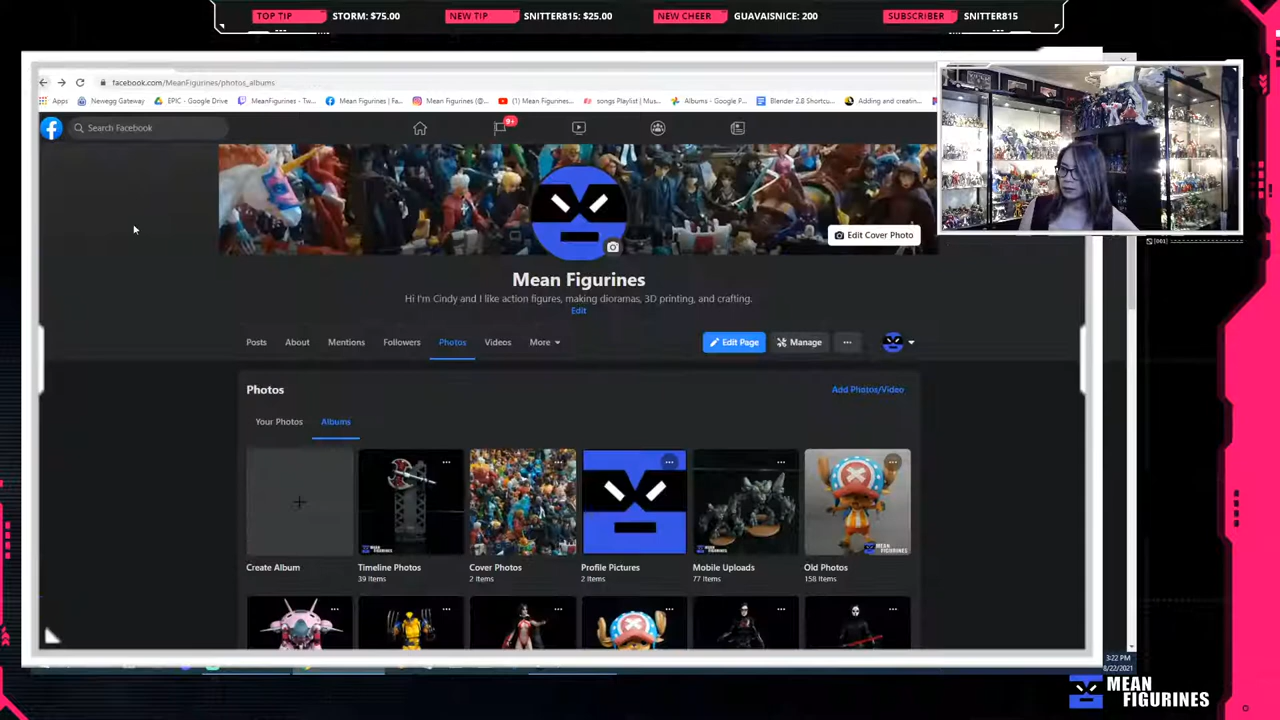 TOP TIP STORM: $75.00 NEW TIP SNITTER815: $25.00 NEW CHEER GUAVAISNICE: 200 SUBSCRIBER SNITTER815
facebook.com/MeanFigurines/photos_albums
Apps Newegg Gateway EPIC - Google Drive MeanFigurines - Tw... Mean Figurines | Fa... Mean Figurines (@... (1) Mean Figurines... songs Playlist | Mus... Albums - Google P... Blender 2.8 Shortcu... Adding and creatin...
Search Facebook
9+
Edit Cover Photo
Mean Figurines
Hi I'm Cindy and I like action figures, making dioramas, 3D printing, and crafting.
Edit
Posts About Mentions Followers Photos Videos More Edit Page Manage ...
Photos Add Photos/Video
Your Photos Albums
MEAN FIGURINES
Create Album Timeline Photos Cover Photos Profile Pictures Mobile Uploads Old Photos
39 Items 2 Items 2 Items 77 Items 158 Items
3:22 PM
8/22/2021
MEAN
FIGURINES